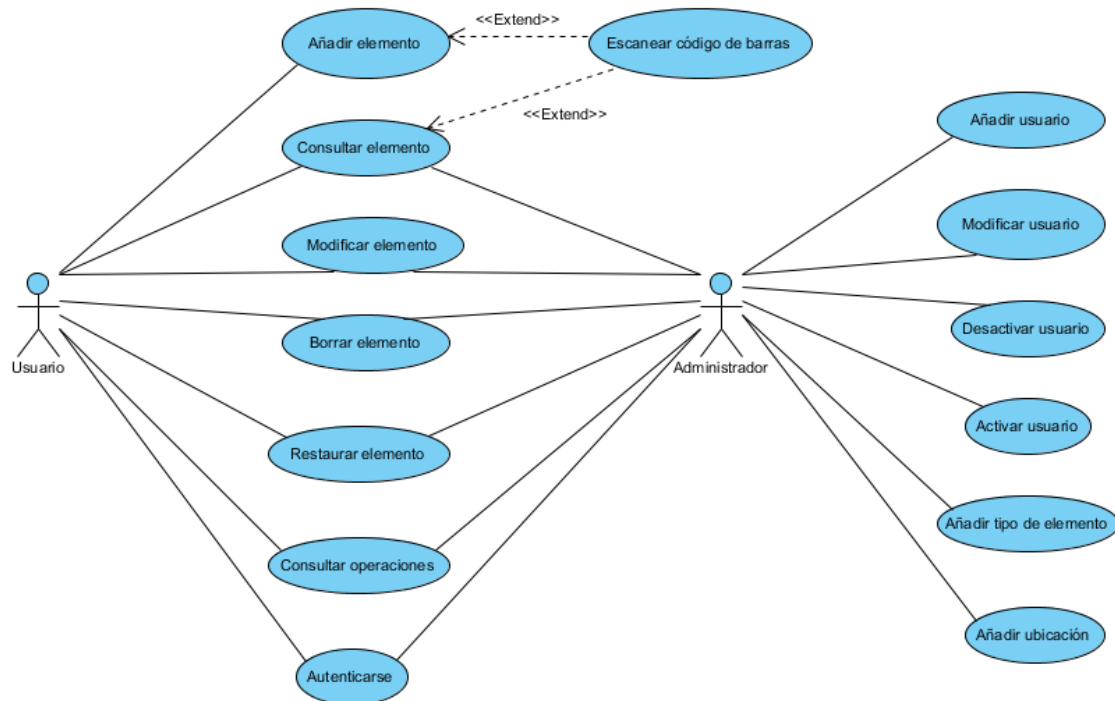 <<Extend>>
Añadir elemento
Escanear código de barras
<<Extend>>
Añadir usuario
Consultar elemento
Modificar usuario
Modificar elemento
Desactivar usuario
Borrar elemento
Usuario
Administrador
Activar usuario
Restaurar elemento
Añadir tipo de elemento
Consultar operaciones
Añadir ubicación
Autenticarse